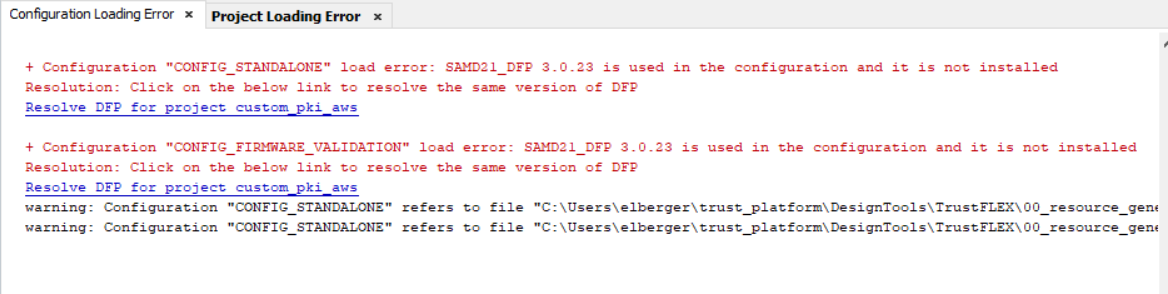 Configuration Loading Error × Project Loading Error ×
+ Configuration "CONFIG_STANDALONE" load error: SAMD21_DFP 3.0.23 is used in the configuration and it is not installed
Resolution: Click on the below link to resolve the same version of DFP
Resolve DFP for project custom_pki_aws
+ Configuration "CONFIG_FIRMWARE_VALIDATION" load error: SAMD21_DFP 3.0.23 is used in the configuration and it is not installed
Resolution: Click on the below link to resolve the same version of DFP
Resolve DFP for project custom_pki_aws
warning: Configuration "CONFIG_STANDALONE" refers to file "C:\Users\elberger\trust_platform\DesignTools\TrustFLEX\00_resource_gene
warning: Configuration "CONFIG_STANDALONE" refers to file "C:\Users\elberger\trust_platform\DesignTools\TrustFLEX\00_resource_gene